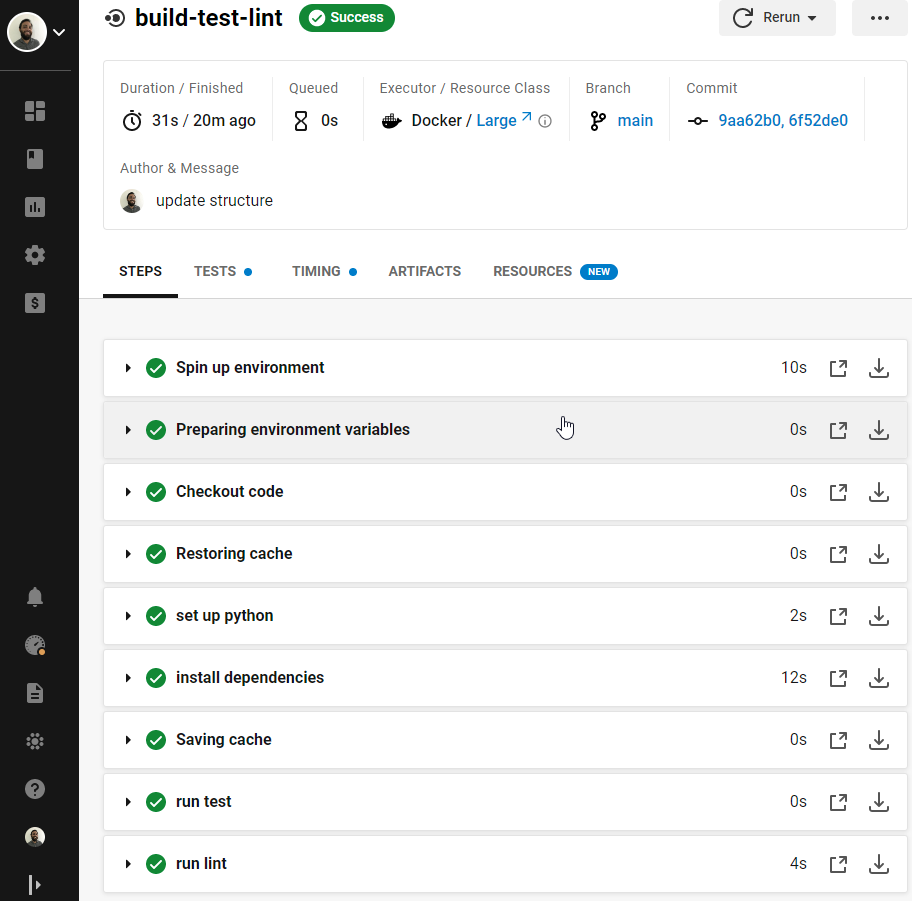 build-test-lint Success Rerun
Duration / Finished Queued Executor / Resource Class Branch Commit
31s / 20m ago 0s Docker / Large main 9aa62b0, 6f52de0
Author & Message
update structure
STEPS TESTS TIMING ARTIFACTS RESOURCES NEW
Spin up environment 10s
Preparing environment variables 0s
Checkout code 0s
Restoring cache 0s
set up python 2s
install dependencies 12s
Saving cache 0s
run test 0s
run lint 4s